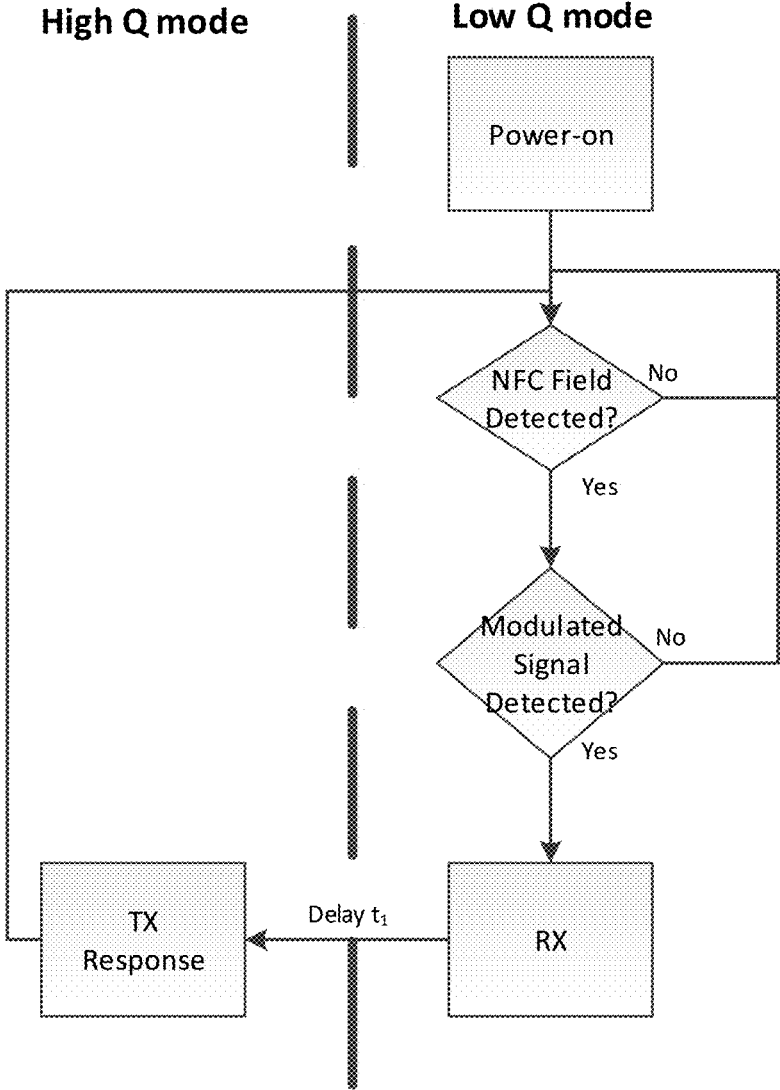 High Q mode
Low Q mode
Power-on
NFC Field
Detected?
No
Yes
Modulated
Signal
Detected?
No
Yes
TX
Response
Delay t₁
RX